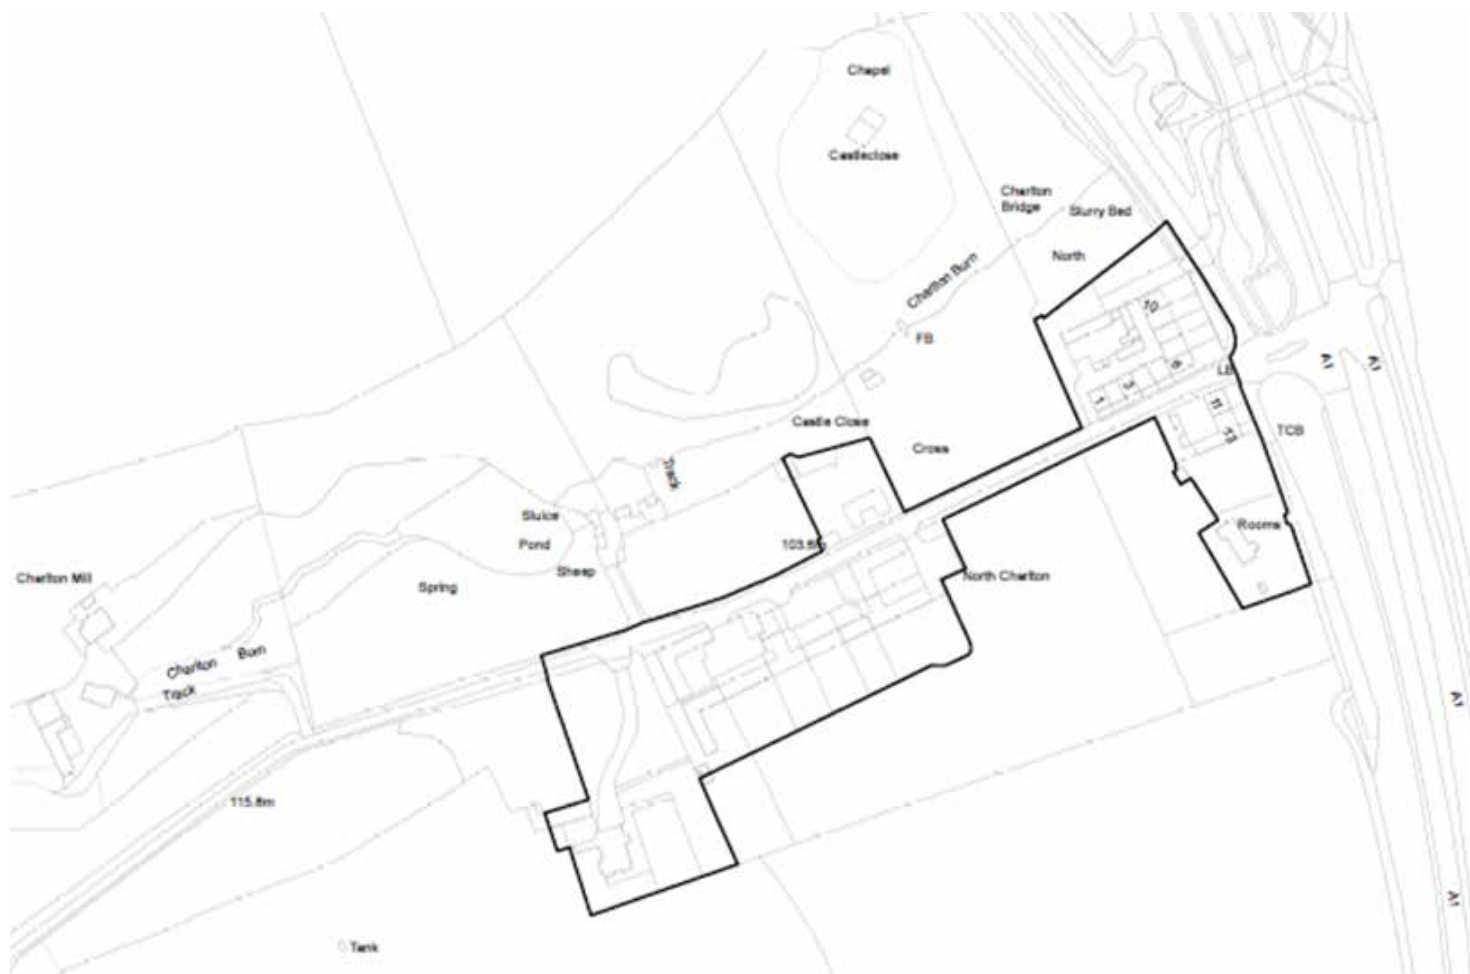 Chapel
Castleclose
Charlton
Bridge
Slurry Bed
North
Charlton Burn
10
FB
A1
A1
LB
6
3
1
11
13
TCB
Castle Close
Cross
Track
Sluice
Pond
Sheep
Spring
103.6m
Rooms
North Charlton
Charlton Mill
Charlton Burn
Track
A1
115.8m
A1
Tank